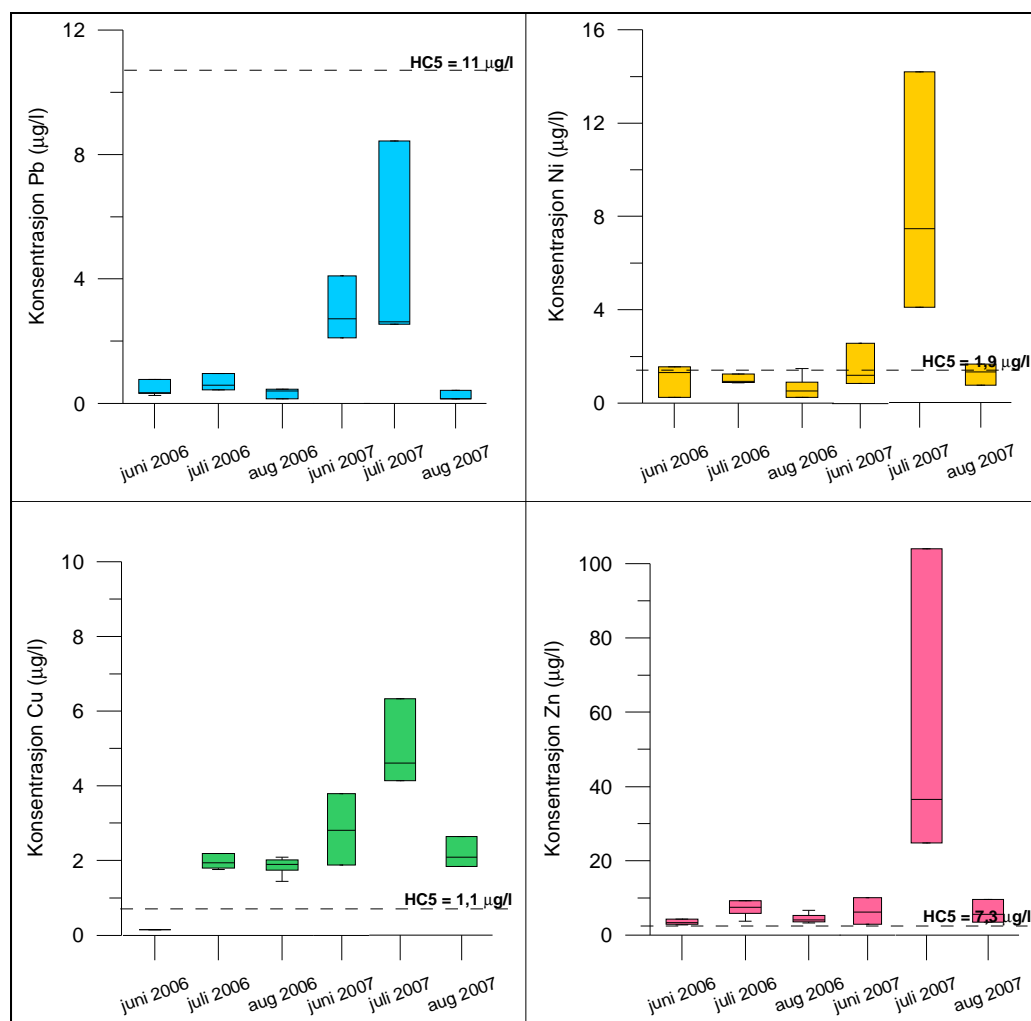 12
8
4
0
Konsentrasjon Pb (µg/l)
HC5 = 11 µg/l
juni 2006
juli 2006
aug 2006
juni 2007
juli 2007
aug 2007
16
12
8
4
0
Konsentrasjon Ni (µg/l)
HC5 = 1,9 µg/l
juni 2006
juli 2006
aug 2006
juni 2007
juli 2007
aug 2007
10
8
6
4
2
0
Konsentrasjon Cu (µg/l)
HC5 = 1,1 µg/l
juni 2006
juli 2006
aug 2006
juni 2007
juli 2007
aug 2007
100
80
60
40
20
0
Konsentrasjon Zn (µg/l)
HC5 = 7,3 µg/l
juni 2006
juli 2006
aug 2006
juni 2007
juli 2007
aug 2007